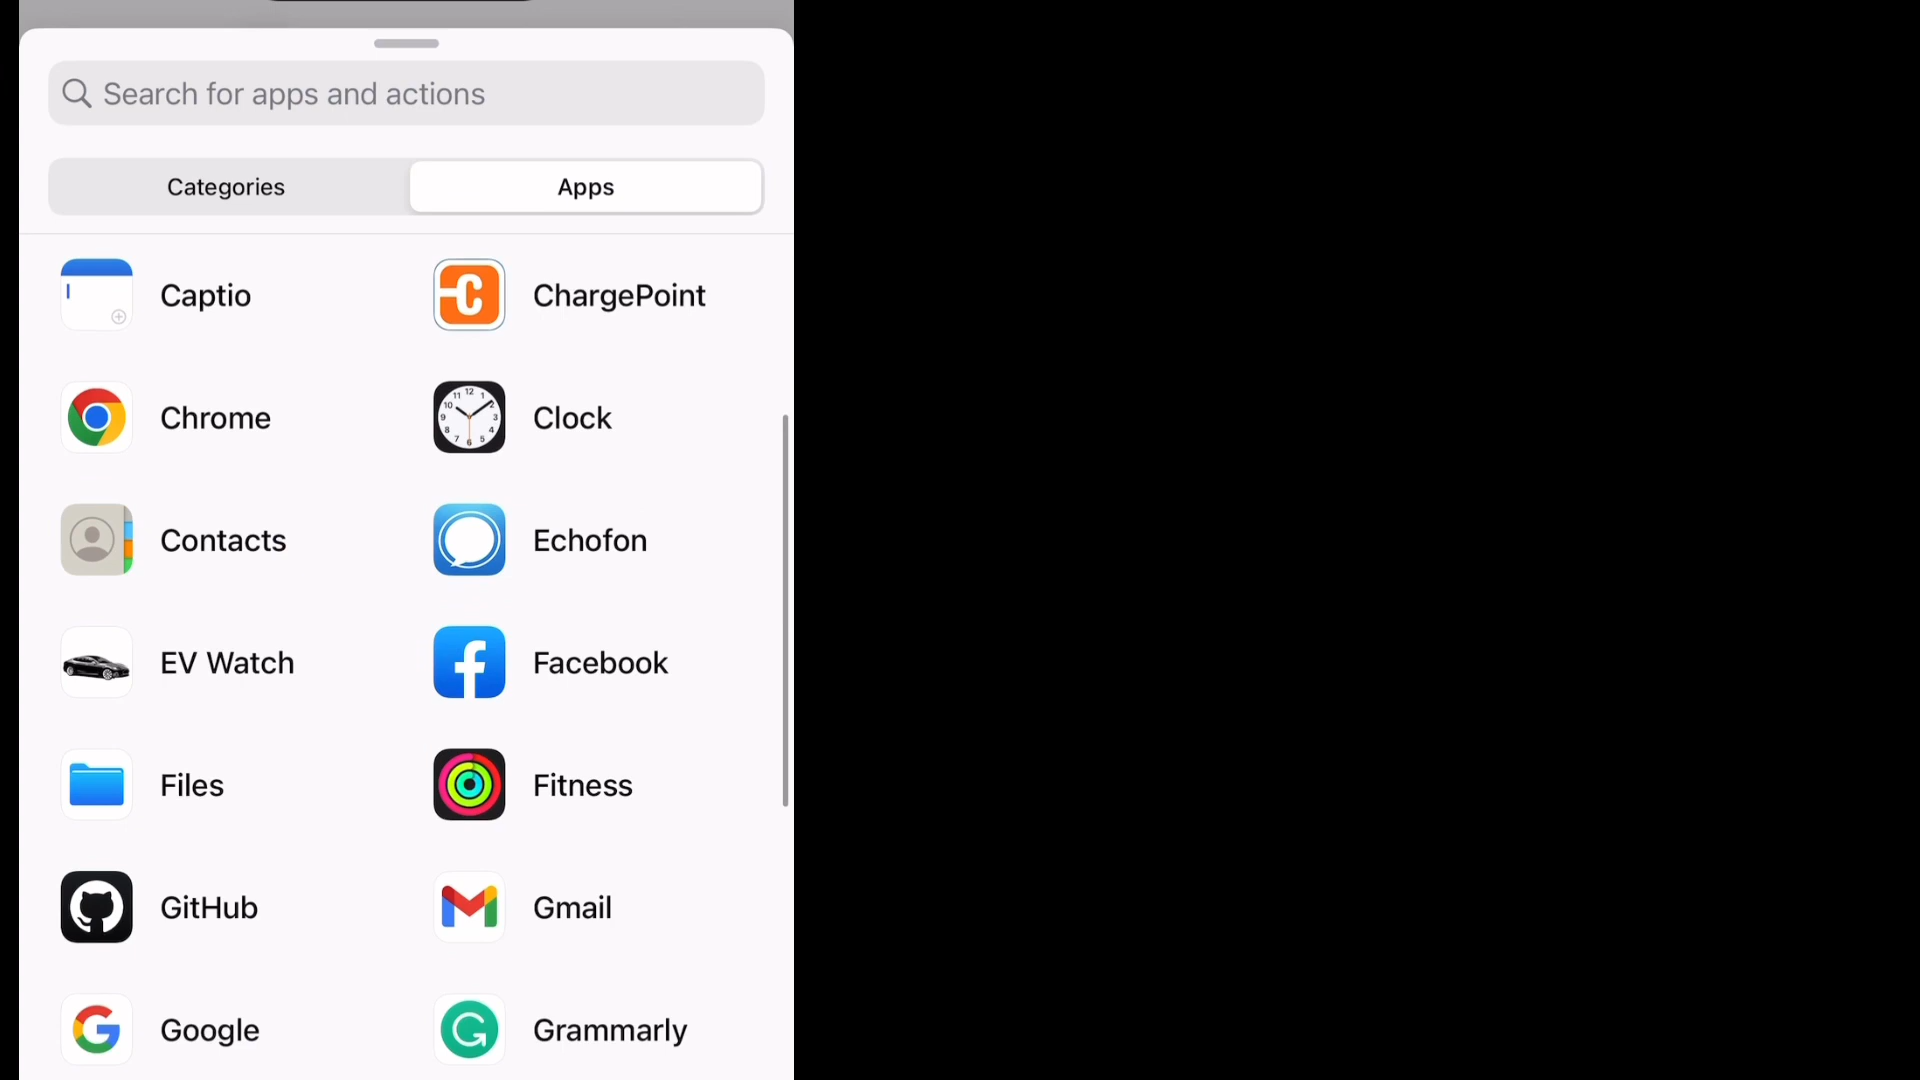 Search for apps and actions
Categories
Apps
Captio
ChargePoint
Chrome
Clock
Contacts
Echofon
EV Watch
Facebook
Files
Fitness
GitHub
Gmail
Google
Grammarly